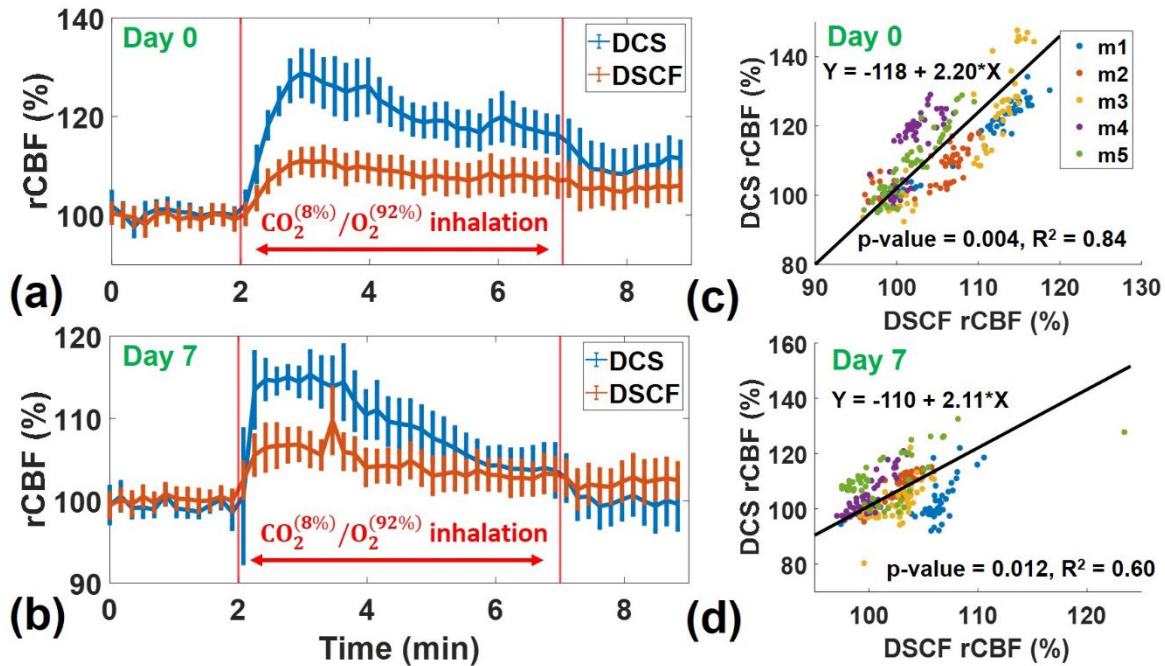 (a)
Day 0
DCS
DSCF
rCBF (%)
140
120
100
CO₂⁽⁸%⁾/O₂⁽⁹²%⁾ inhalation
0 2 4 6 8
(c)
Day 0
m1
m2
m3
m4
m5
Y = -118 + 2.20*X
DCS rCBF (%)
140
120
100
80
p-value = 0.004, R² = 0.84
90 100 110 120 130
DSCF rCBF (%)
(b)
Day 7
DCS
DSCF
rCBF (%)
120
110
100
90
CO₂⁽⁸%⁾/O₂⁽⁹²%⁾ inhalation
0 2 4 6 8
Time (min)
(d)
Day 7
Y = -110 + 2.11*X
DCS rCBF (%)
160
140
120
100
80
p-value = 0.012, R² = 0.60
100 120
DSCF rCBF (%)